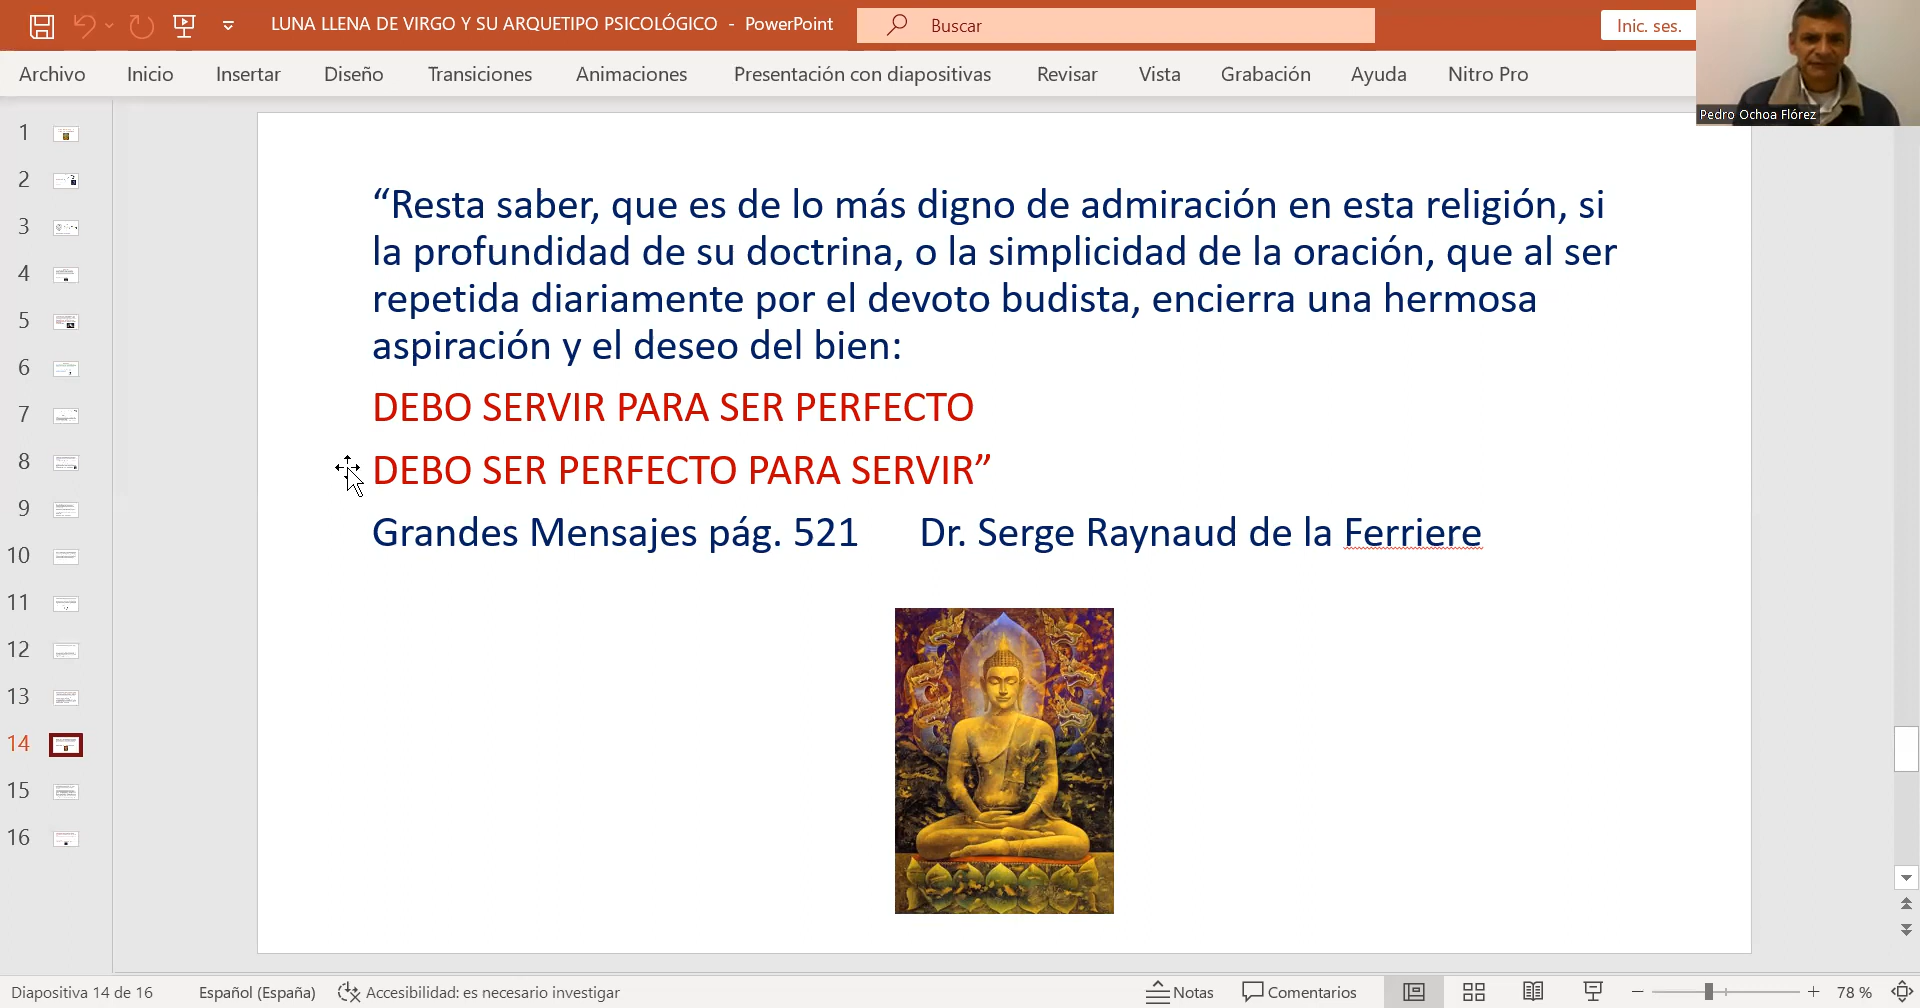 LUNA LLENA DE VIRGO Y SU ARQUETIPO PSICOLÓGICO - PowerPoint
Buscar
Inic. ses.
Archivo Inicio Insertar Diseño Transiciones Animaciones Presentación con diapositivas Revisar Vista Grabación Ayuda Nitro Pro
Pedro Ochoa Flórez
1
2
3
4
5
6
7
8
9
10
11
12
13
14
15
16
“Resta saber, que es de lo más digno de admiración en esta religión, si
la profundidad de su doctrina, o la simplicidad de la oración, que al ser
repetida diariamente por el devoto budista, encierra una hermosa
aspiración y el deseo del bien:
DEBO SERVIR PARA SER PERFECTO
DEBO SER PERFECTO PARA SERVIR”
Grandes Mensajes pág. 521 Dr. Serge Raynaud de la Ferriere
Diapositiva 14 de 16 Español (España) Accesibilidad: es necesario investigar Notas Comentarios 78 %